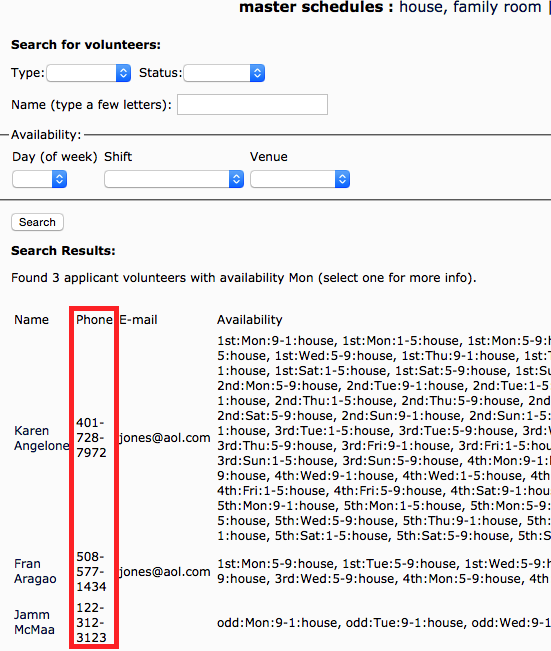 master schedules : house, family room |
Search for volunteers:
Type: Status:
Name (type a few letters):
Availability:
Day (of week) Shift Venue
Search
Search Results:
Found 3 applicant volunteers with availability Mon (select one for more info).
Name Phone E-mail Availability
1st:Mon:9-1:house, 1st:Mon:1-5:house, 1st:Mon:5-9:
5:house, 1st:Wed:5-9:house, 1st:Thu:9-1:house,
1:house, 1st:Sat:1-5:house, 1st:Sat:5-9:house,
2nd:Mon:5-9:house, 2nd:Tue:9-1:house, 2nd:Tue:1-5
1:house, 2nd:Thu:1-5:house, 2nd:Thu:5-9:house,
2nd:Sat:5-9:house, 2nd:Sun:9-1:house, 2nd:Sun:1-5:
1:house, 3rd:Tue:1-5:house, 3rd:Tue:5-9:house,
3rd:Thu:5-9:house, 3rd:Fri:9-1:house, 3rd:Fri:1-5:house,
3rd:Sun:1-5:house, 3rd:Sun:5-9:house, 4th:Mon:9-1:
9:house, 4th:Wed:9-1:house, 4th:Wed:1-5:house, 4th
4th:Fri:1-5:house, 4th:Fri:5-9:house, 4th:Sat:9-1:house,
5th:Mon:9-1:house, 5th:Mon:1-5:house, 5th:Mon:5-9:
5:house, 5th:Wed:5-9:house, 5th:Thu:9-1:house,
1:house, 5th:Sat:1-5:house, 5th:Sat:5-9:house,
Karen
Angelone
401-
728-
7972
jones@aol.com
Fran
Aragao
508-
577-
1434
jones@aol.com
1st:Mon:5-9:house, 1st:Tue:5-9:house, 1st:Wed:5-9:
9:house, 3rd:Wed:5-9:house, 4th:Mon:5-9:house, 4th
Jamm
McMaa
122-
312-
3123
odd:Mon:9-1:house, odd:Tue:9-1:house, odd:Wed:9-1